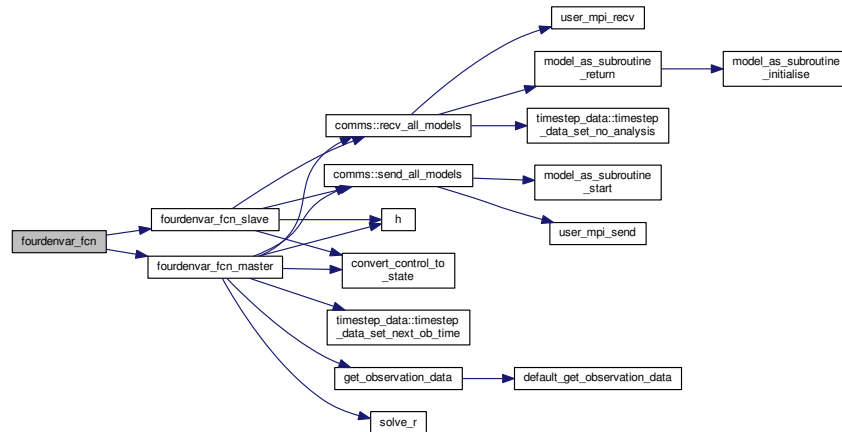 user_mpi_recv
model_as_subroutine
_return
model_as_subroutine
_initialise
comms::recv_all_models
timestep_data::timestep
_data_set_no_analysis
comms::send_all_models
model_as_subroutine
_start
fourdenvar_fcn_slave
h
user_mpi_send
fourdenvar_fcn
fourdenvar_fcn_master
convert_control_to
_state
timestep_data::timestep
_data_set_next_ob_time
get_observation_data
default_get_observation_data
solve_r